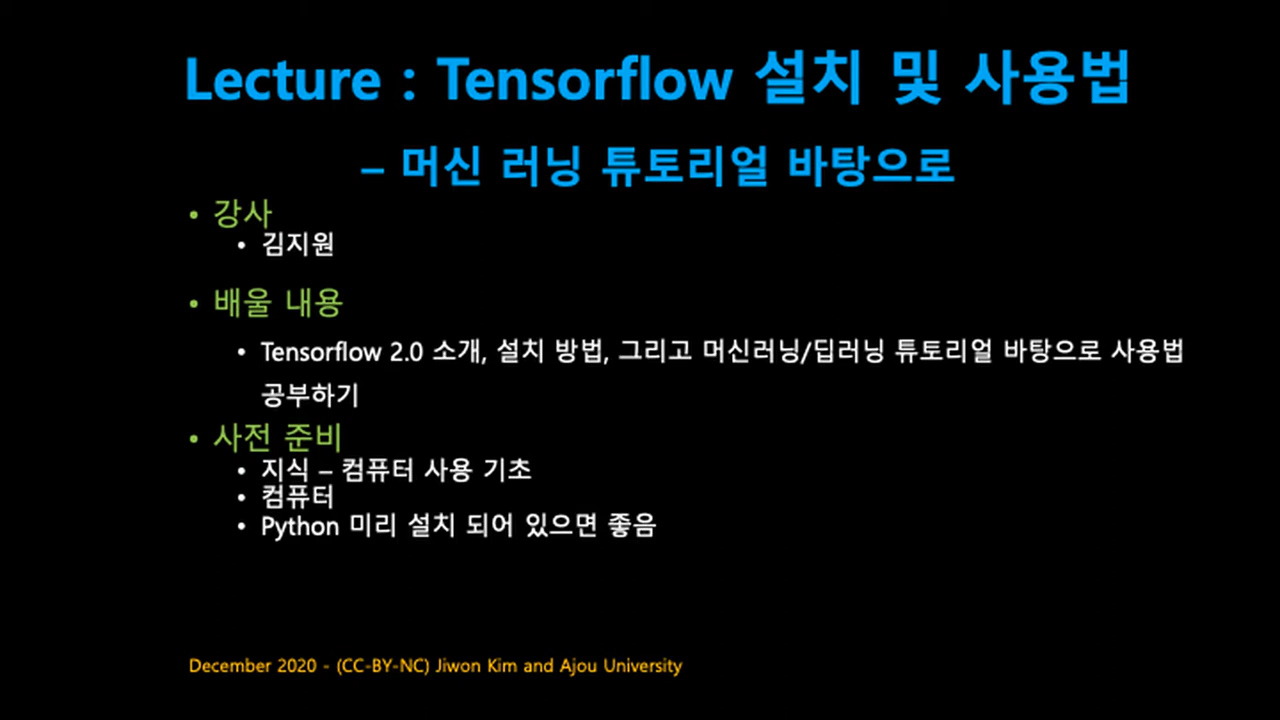 Lecture : Tensorflow 설치 및 사용법
– 머신 러닝 튜토리얼 바탕으로
• 강사
• 김지원
• 배울 내용
• Tensorflow 2.0 소개, 설치 방법, 그리고 머신러닝/딥러닝 튜토리얼 바탕으로 사용법
공부하기
• 사전 준비
• 지식 – 컴퓨터 사용 기초
• 컴퓨터
• Python 미리 설치 되어 있으면 좋음
December 2020 - (CC-BY-NC) Jiwon Kim and Ajou University